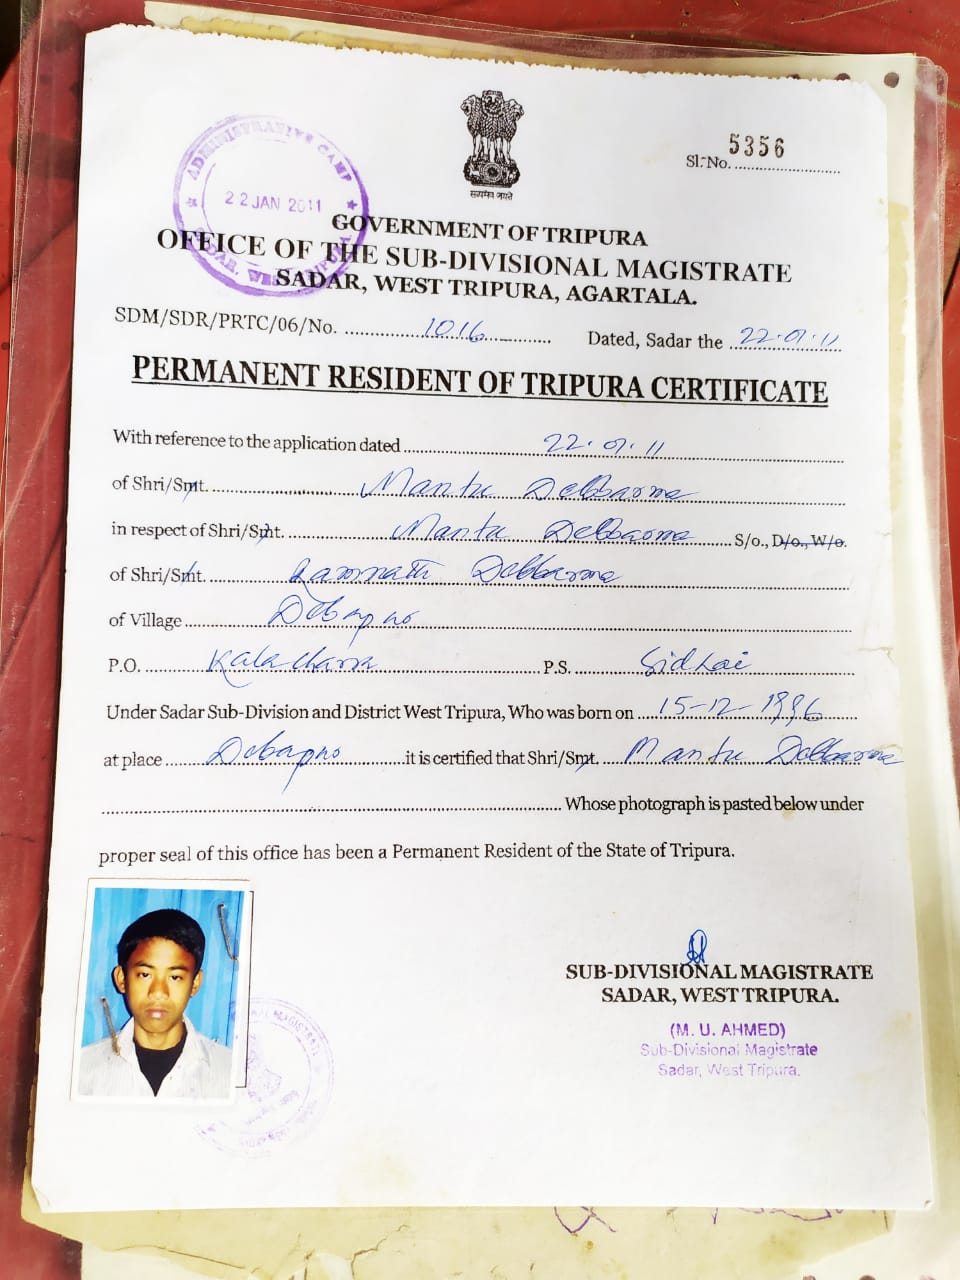 5356
Sl. No.
सत्यमेव जयते
ADMINISTRATIVE CAMP
22 JAN 2011
SADAR, WEST TRIPURA
GOVERNMENT OF TRIPURA
OFFICE OF THE SUB-DIVISIONAL MAGISTRATE
SADAR, WEST TRIPURA, AGARTALA.
SDM/SDR/PRTC/06/No. 1016 Dated, Sadar the 22.01.11
PERMANENT RESIDENT OF TRIPURA CERTIFICATE
With reference to the application dated 22.01.11
of Shri/Smt. Mantu Debbarma
in respect of Shri/Smt. Mantu Debbarma S/o., D/o., W/o.
of Shri/Smt. Ramnath Debbarma
of Village Debapno
P.O. Kalachara P.S. Sidhai
Under Sadar Sub-Division and District West Tripura, Who was born on 15-12-1996
at place Debapno it is certified that Shri/Smt. Mantu Debbarma
Whose photograph is pasted below under
proper seal of this office has been a Permanent Resident of the State of Tripura.
SUB-DIVISIONAL MAGISTRATE
SADAR, WEST TRIPURA.
(M. U. AHMED)
Sub-Divisional Magistrate
Sadar, West Tripura.